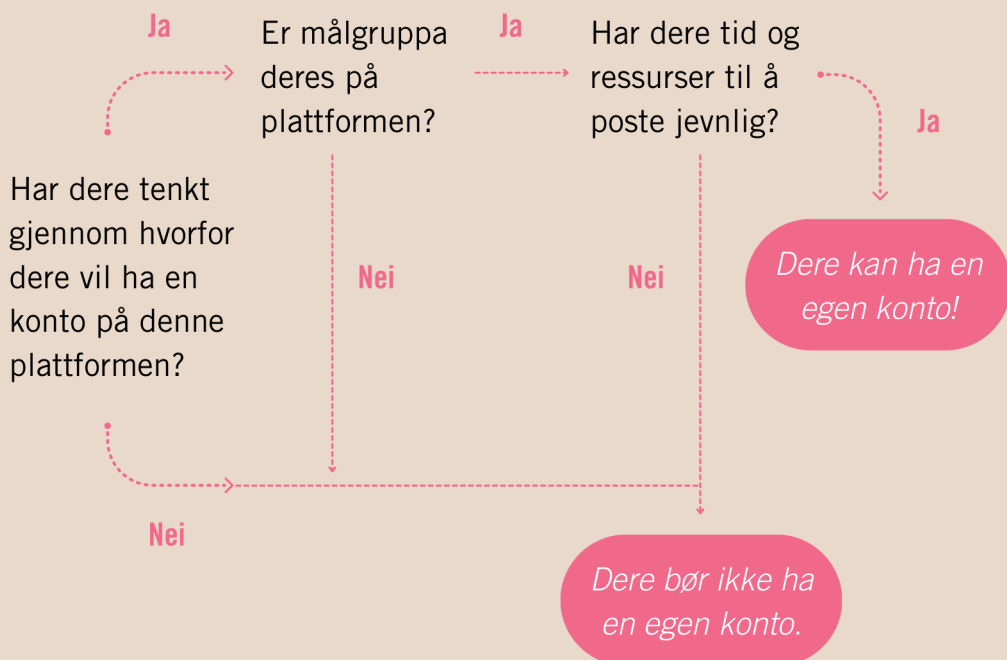 Har dere tenkt
gjennom hvorfor
dere vil ha en
konto på denne
plattformen?
Ja
Er målgruppa
deres på
plattformen?
Ja
Har dere tid og
ressurser til å
poste jevnlig?
Ja
Dere kan ha en
egen konto!
Nei
Nei
Nei
Dere bør ikke ha
en egen konto.